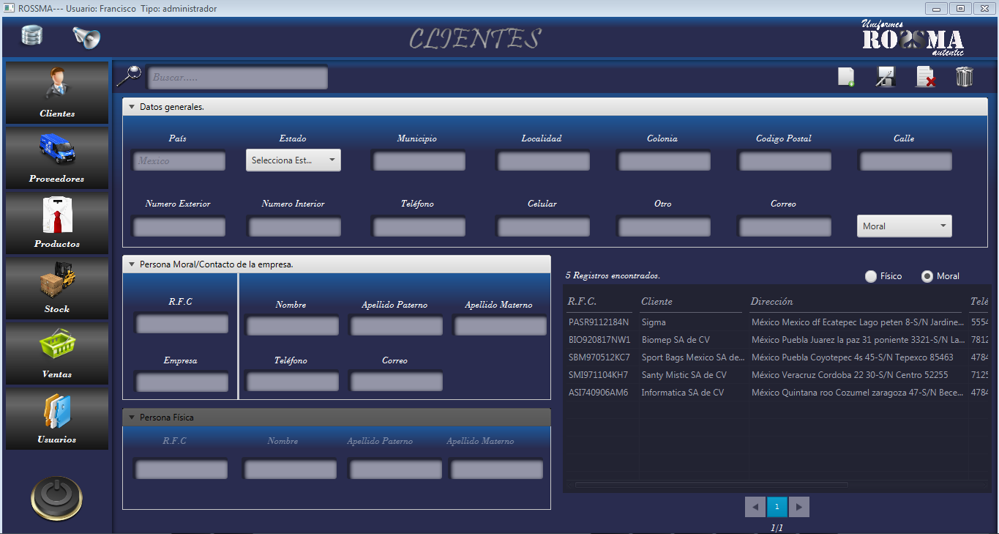 ROSSMA--- Usuario: Francisco Tipo: administrador
CLIENTES
Uniformes
ROSSMA
autentic
Clientes
Proveedores
Productos
Stock
Ventas
Usuarios
Buscar.....
Datos generales.
País Estado Municipio Localidad Colonia Codigo Postal Calle
Mexico Selecciona Est...
Numero Exterior Numero Interior Teléfono Celular Otro Correo
Moral
Persona Moral/Contacto de la empresa.
R.F.C Nombre Apellido Paterno Apellido Materno
Empresa Teléfono Correo
Persona Física
R.F.C Nombre Apellido Paterno Apellido Materno
5 Registros encontrados. Físico Moral
R.F.C. Cliente Dirección Telé
PASR9112184N Sigma México Mexico df Ecatepec Lago peten 8-S/N Jardine... 5554
BIO920817NW1 Biomep SA de CV México Puebla Juarez la paz 31 poniente 3321-S/N La... 7812
SBM970512KC7 Sport Bags Mexico SA de... México Puebla Coyotepec 4s 45-S/N Tepexco 85463 4784
SMI971104KH7 Santy Mistic SA de CV México Veracruz Cordoba 22 30-S/N Centro 52255 7125
ASI740906AM6 Informatica SA de CV México Quintana roo Cozumel zaragoza 47-S/N Bece... 4784
1
1/1